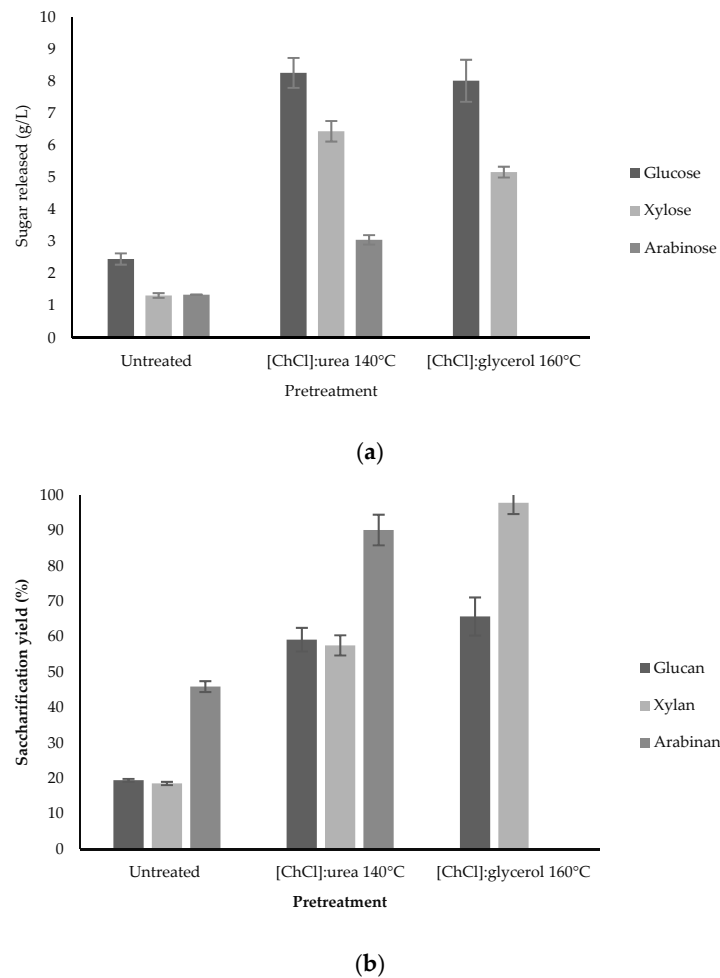 10
9
8
7
6
5
4
3
2
1
0
Sugar released (g/L)
Untreated
[ChCl]:urea 140°C
[ChCl]:glycerol 160°C
Pretreatment
Glucose
Xylose
Arabinose
(a)
100
90
80
70
60
50
40
30
20
10
0
Saccharification yield (%)
Untreated
[ChCl]:urea 140°C
[ChCl]:glycerol 160°C
Pretreatment
Glucan
Xylan
Arabinan
(b)